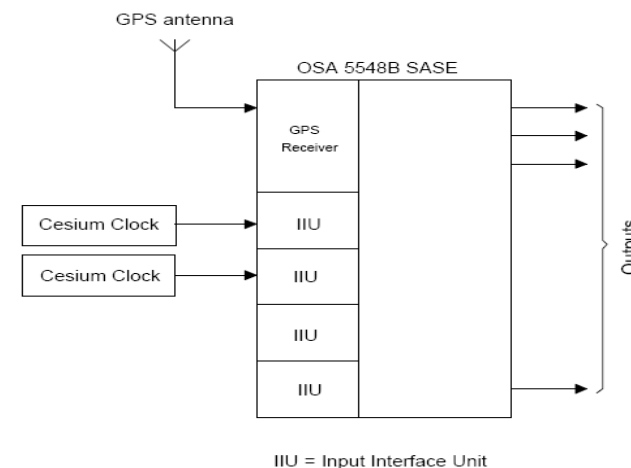 GPS antenna
OSA 5548B SASE
GPS
Receiver
Cesium Clock
IIU
Cesium Clock
IIU
IIU
IIU
Outputs
IIU = Input Interface Unit